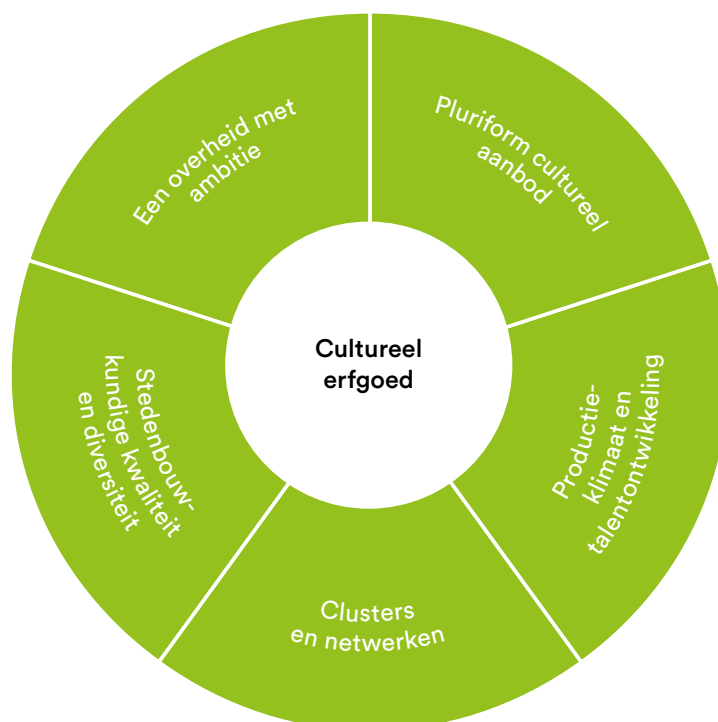 Een overheid met
ambitie
Pluriform cultureel
aanbod
Cultureel
erfgoed
Stedenbouw-
kundige kwaliteit
en diversiteit
Productie-
klimaat en
talentontwikkeling
Clusters
en netwerken